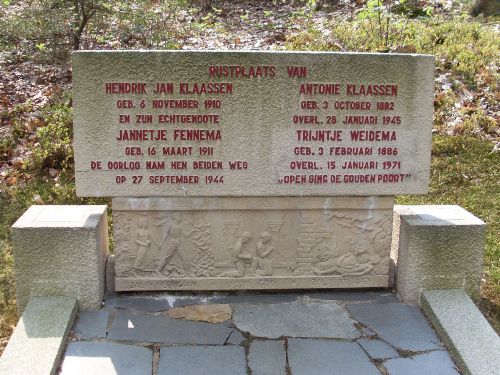 RUSTPLAATS VAN
HENDRIK JAN KLAASSEN
GEB. 6 NOVEMBER 1910
EN ZIJN ECHTGENOOTE
JANNETJE FENNEMA
GEB. 16 MAART 1911
DE OORLOG NAM HEN BEIDEN WEG
OP 27 SEPTEMBER 1944
ANTONIE KLAASSEN
GEB. 3 OCTOBER 1882
OVERL. 28 JANUARI 1945
TRIJNTJE WEIDEMA
GEB. 3 FEBRUARI 1886
OVERL. 15 JANUARI 1971
„OPEN GING DE GOUDEN POORT"